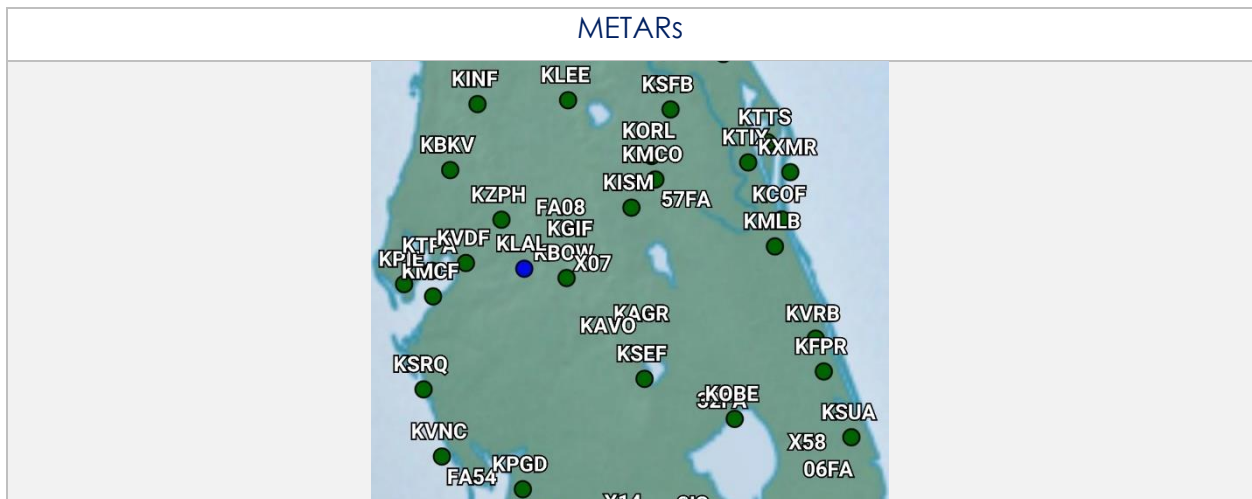 METARs
KINF
KLEE
KSFB
KTTS
KORL
KTIX
KBKV
KMCO
KXMR
KISM
KZPH
57FA
KCOF
FA08
KMLB
KGIF
KVDF
KTPA
KLAL
KBOW
KPIE
X07
KMCF
KAGR
KVRB
KAVO
KFPR
KSEF
KSRQ
KOBE
KSUA
KVNC
X58
KPGD
06FA
FA54